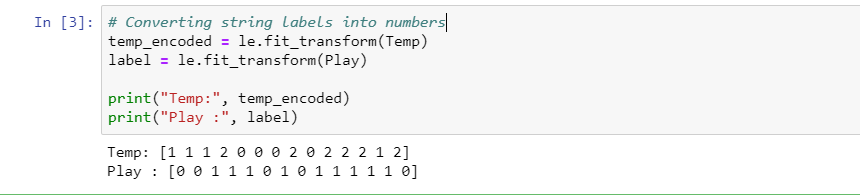 In [3]: # Converting string labels into numbers
temp_encoded = le.fit_transform(Temp)
label = le.fit_transform(Play)
print("Temp:", temp_encoded)
print("Play :", label)
Temp: [1 1 1 2 0 0 0 2 0 2 2 2 1 2]
Play : [0 0 1 1 1 0 1 0 1 1 1 1 1 0]